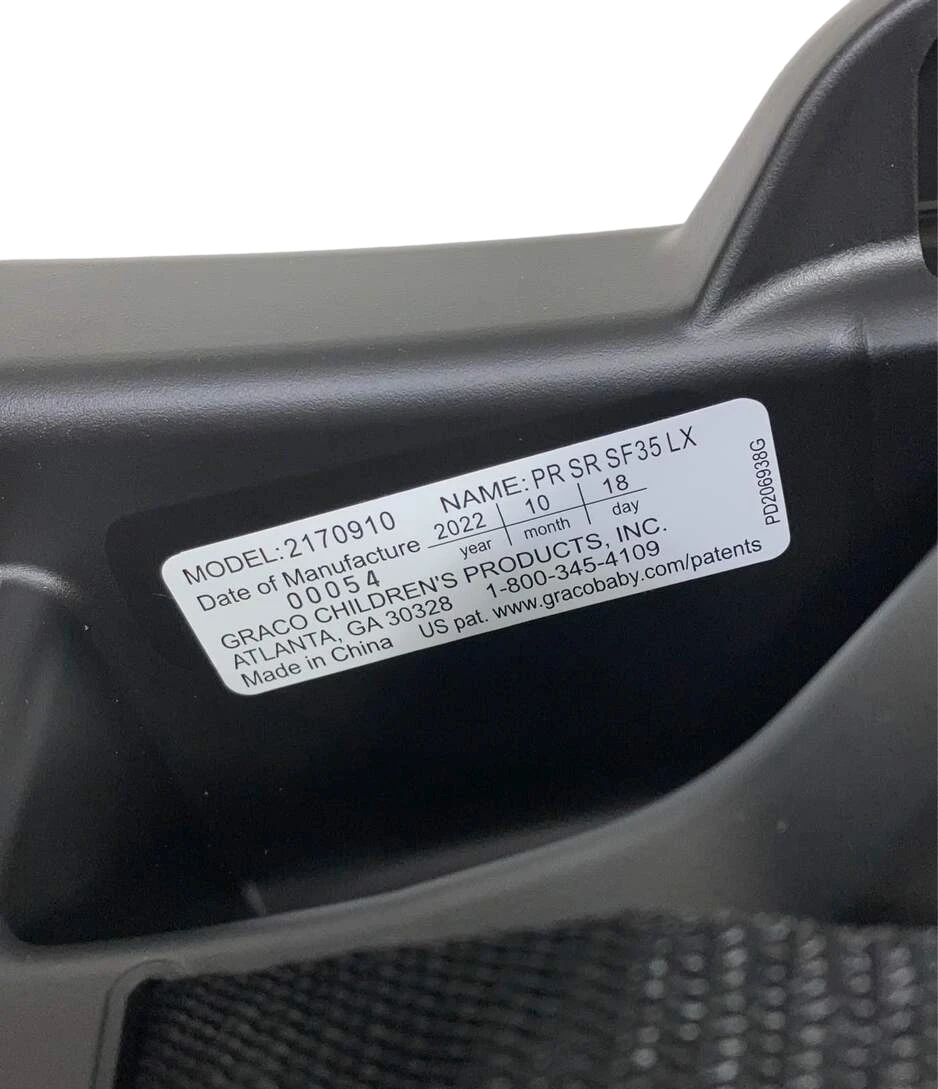 MODEL: 2170910 NAME: PR SR SF35 LX
Date of Manufacture 2022 10 18
year month day
00054
GRACO CHILDREN'S PRODUCTS, INC.
ATLANTA, GA 30328 1-800-345-4109
Made in China US pat. www.gracobaby.com/patents
PD206938G